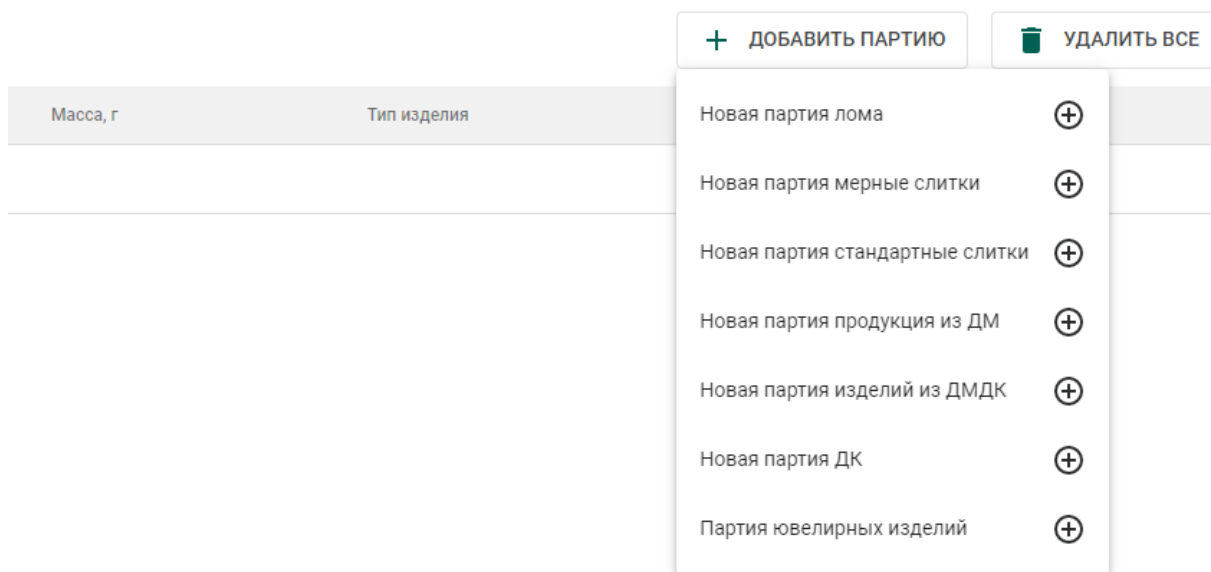 ДОБАВИТЬ ПАРТИЮ УДАЛИТЬ ВСЕ
Масса, г Тип изделия
Новая партия лома
Новая партия мерные слитки
Новая партия стандартные слитки
Новая партия продукция из ДМ
Новая партия изделий из ДМДК
Новая партия ДК
Партия ювелирных изделий